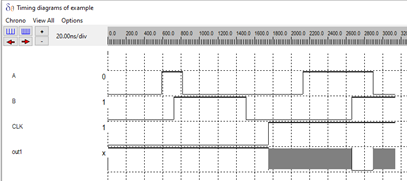 Timing diagrams of example
Chrono View All Options
+
-
20.00ns/div
0.0 200.0 400.0 600.0 800.0 1000.0 1200.0 1400.0 1600.0 1800.0 2000.0 2200.0 2400.0 2600.0 2800.0 3000.0
A 0
B 1
CLK 1
out1 x